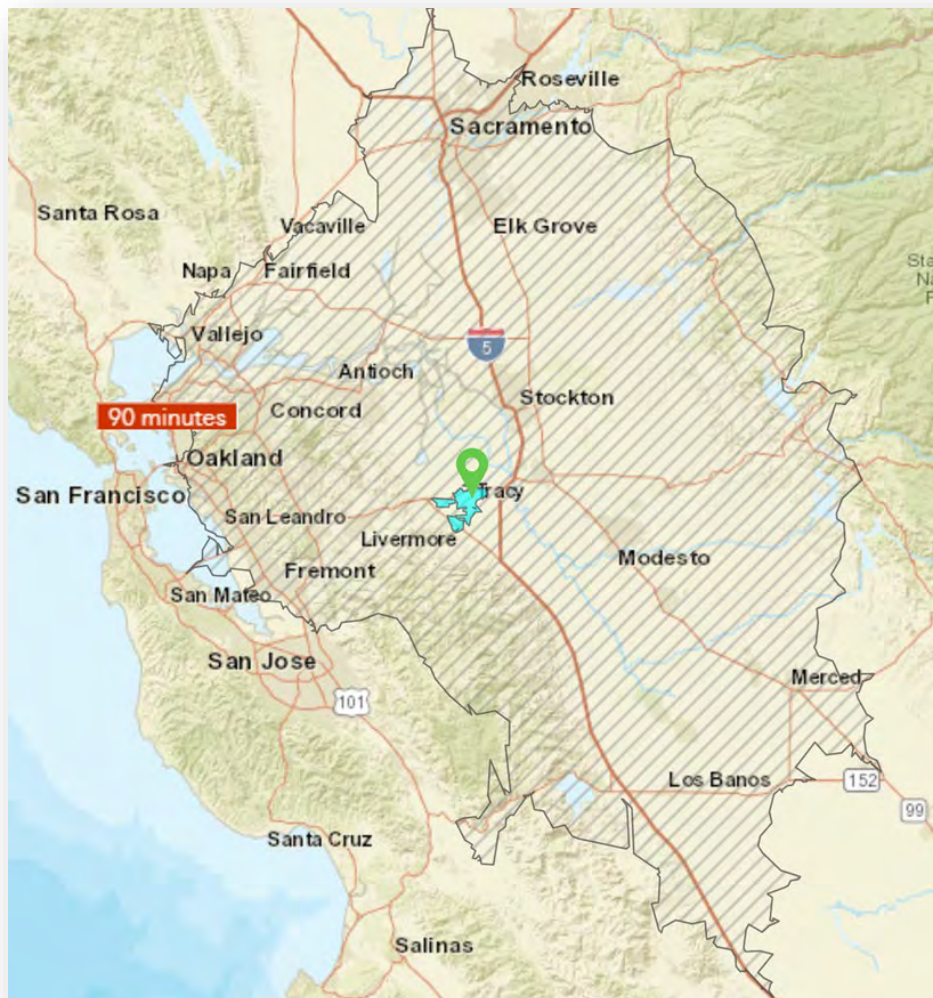 Roseville
Sacramento
Santa Rosa
Vacaville
Elk Grove
Napa
Fairfield
Sta
Na
F
Vallejo
5
Antioch
Stockton
90 minutes
Concord
Oakland
Tracy
San Francisco
San Leandro
Livermore
Modesto
Fremont
San Mateo
San Jose
Merced
101
Los Banos
152
99
Santa Cruz
Salinas